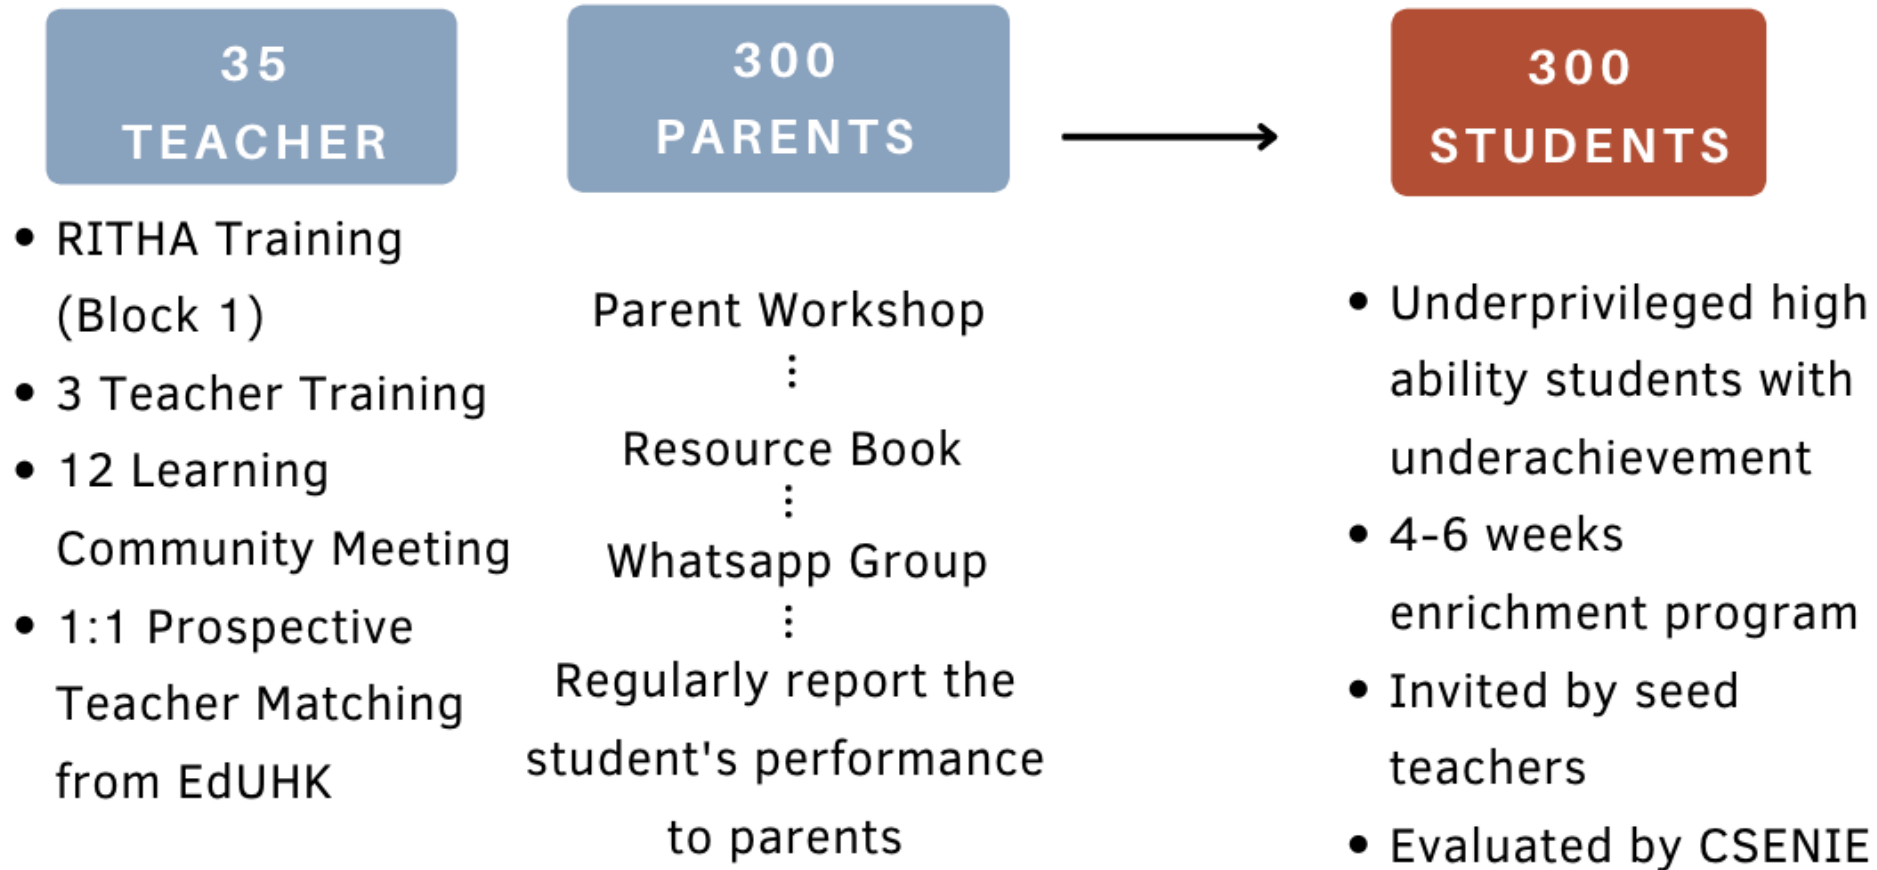 35
TEACHER
• RITHA Training
(Block 1)
• 3 Teacher Training
• 12 Learning
Community Meeting
• 1:1 Prospective
Teacher Matching
from EdUHK
300
PARENTS
Parent Workshop
Resource Book
Whatsapp Group
Regularly report the
student's performance
to parents
300
STUDENTS
• Underprivileged high
ability students with
underachievement
• 4-6 weeks
enrichment program
• Invited by seed
teachers
• Evaluated by CSENIE